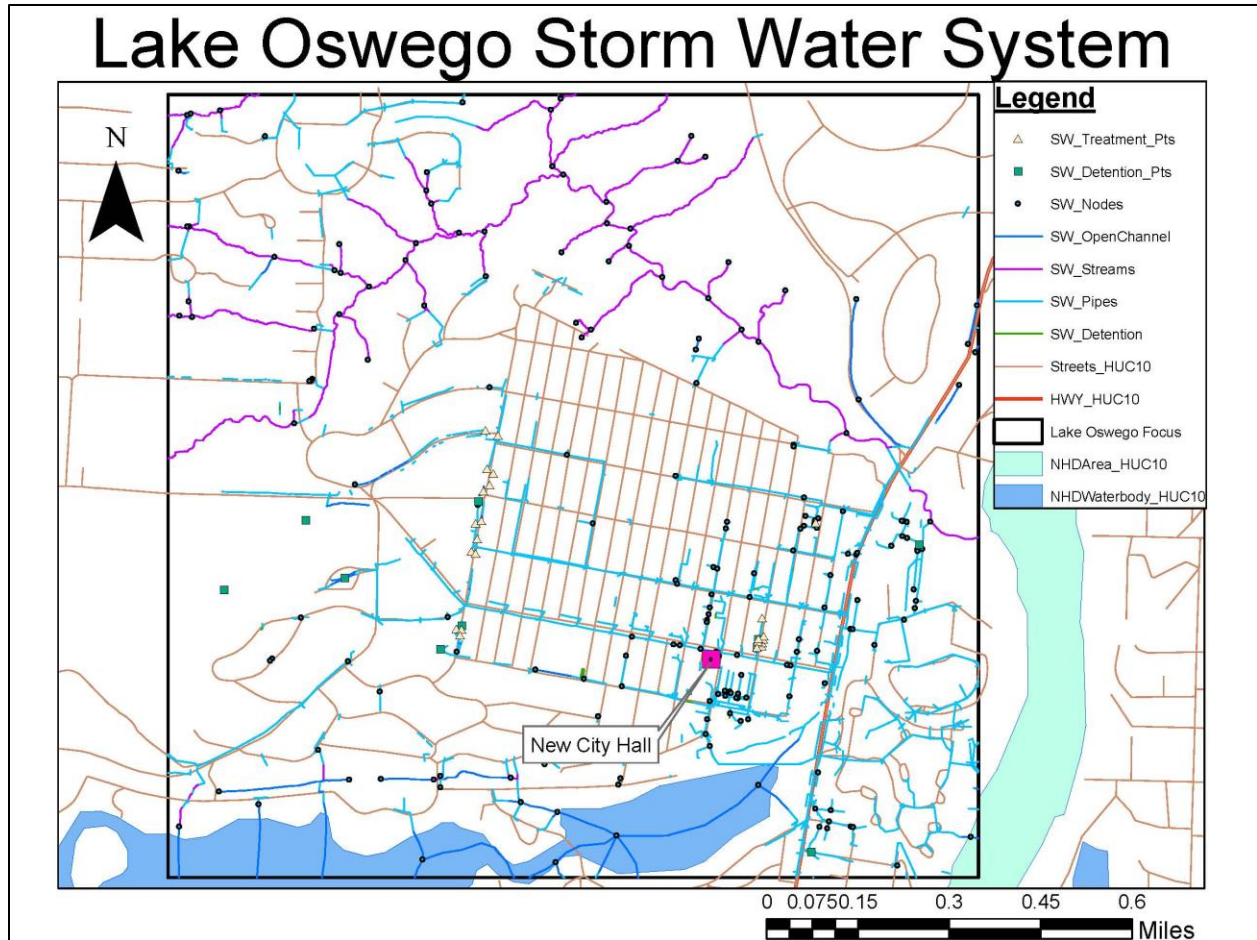 Lake Oswego Storm Water System
N
Legend
SW_Treatment_Pts
SW_Detention_Pts
SW_Nodes
SW_OpenChannel
SW_Streams
SW_Pipes
SW_Detention
Streets_HUC10
HWY_HUC10
Lake Oswego Focus
NHDArea_HUC10
NHDWaterbody_HUC10
New City Hall
0 0.0750.15 0.3 0.45 0.6
Miles